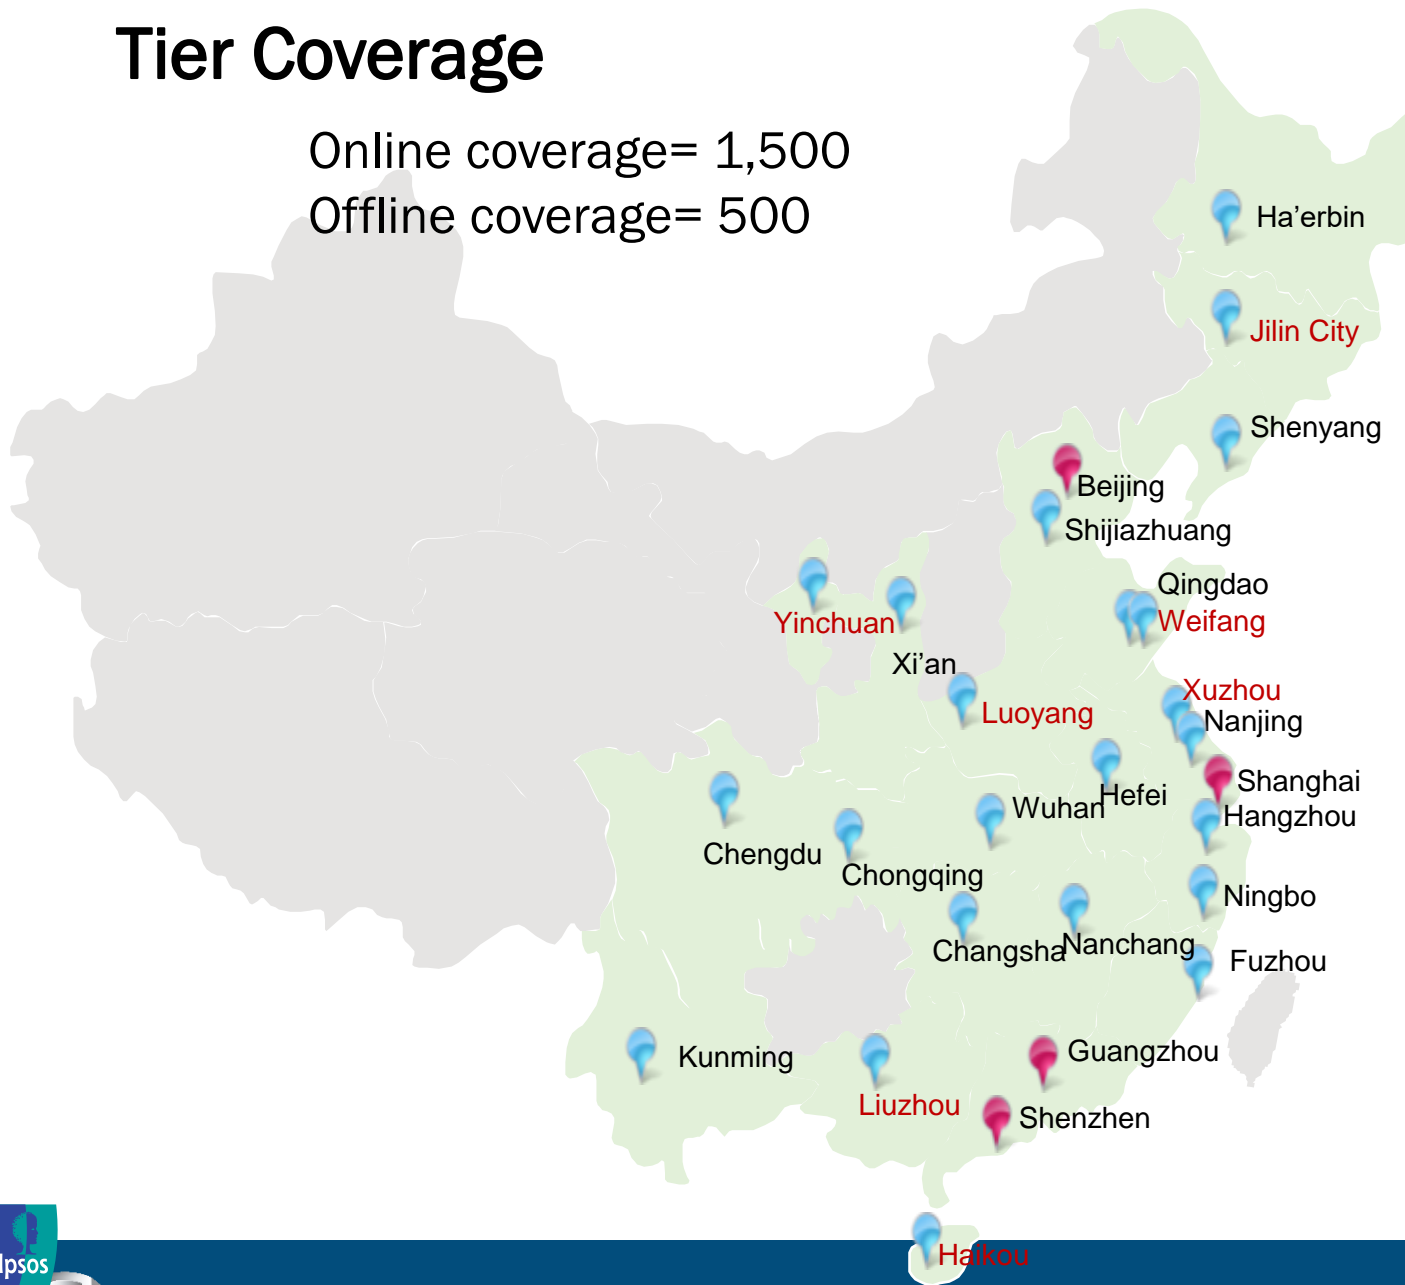 Tier Coverage
Online coverage= 1,500
Offline coverage= 500
Ha’erbin
Jilin City
Shenyang
Beijing
Shijiazhuang
Qingdao
Weifang
Yinchuan
Xi’an
Xuzhou
Luoyang
Nanjing
Shanghai
Hefei
Wuhan
Hangzhou
Chengdu
Chongqing
Ningbo
Changsha
Nanchang
Fuzhou
Guangzhou
Kunming
Liuzhou
Shenzhen
Haikou
Ipsos